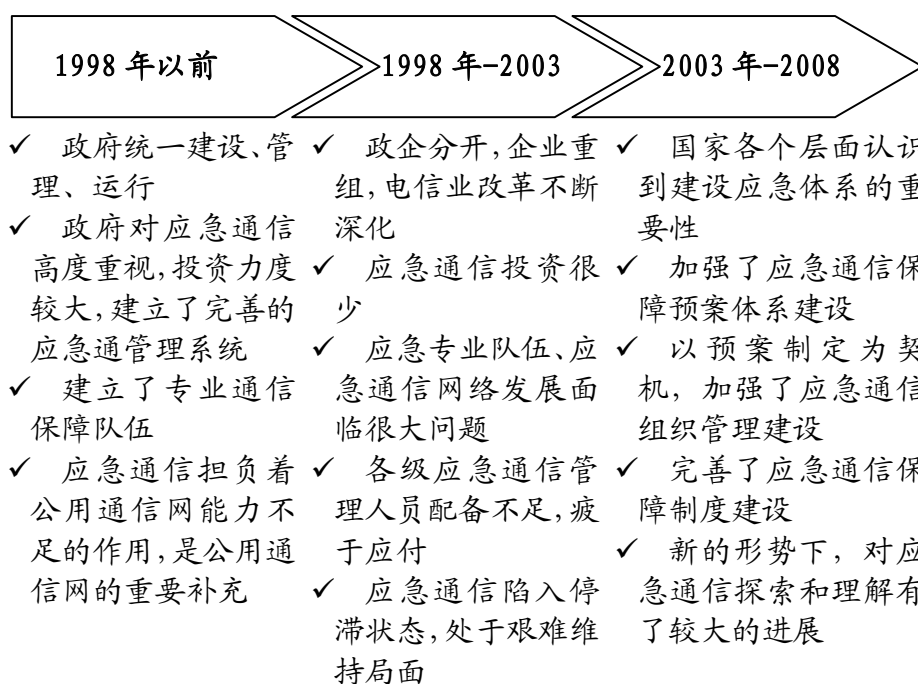 1998 年以前
1998 年-2003
2003 年-2008
✓ 政府统一建设、管
理、运行
✓ 政府对应急通信
高度重视,投资力度
较大,建立了完善的
应急通管理系统
✓ 建立了专业通信
保障队伍
✓ 应急通信担负着
公用通信网能力不
足的作用,是公用通
信网的重要补充
✓ 政企分开,企业重
组,电信业改革不断
深化
✓ 应急通信投资很
少
✓ 应急专业队伍、应
急通信网络发展面
临很大问题
✓ 各级应急通信管
理人员配备不足,疲
于应付
✓ 应急通信陷入停
滞状态,处于艰难维
持局面
✓ 国家各个层面认识
到建设应急体系的重
要性
✓ 加强了应急通信保
障预案体系建设
✓ 以预案制定为契
机，加强了应急通信
组织管理建设
✓ 完善了应急通信保
障制度建设
✓ 新的形势下，对应
急通信探索和理解有
了较大的进展